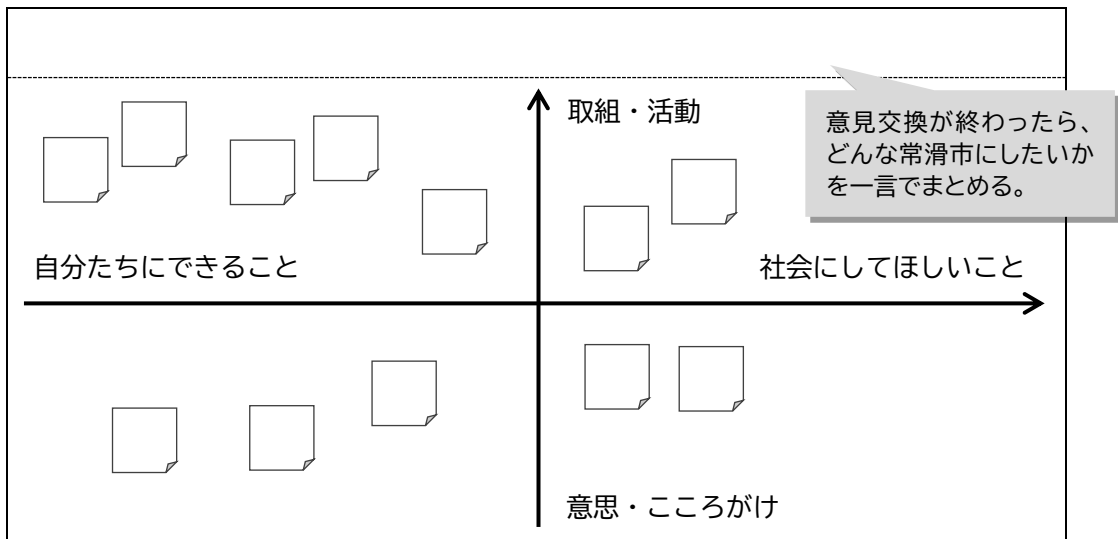 取組・活動
意見交換が終わったら、
どんな常滑市にしたいか
を一言でまとめる。
自分たちにできること
社会にしてほしいこと
意思・こころがけ